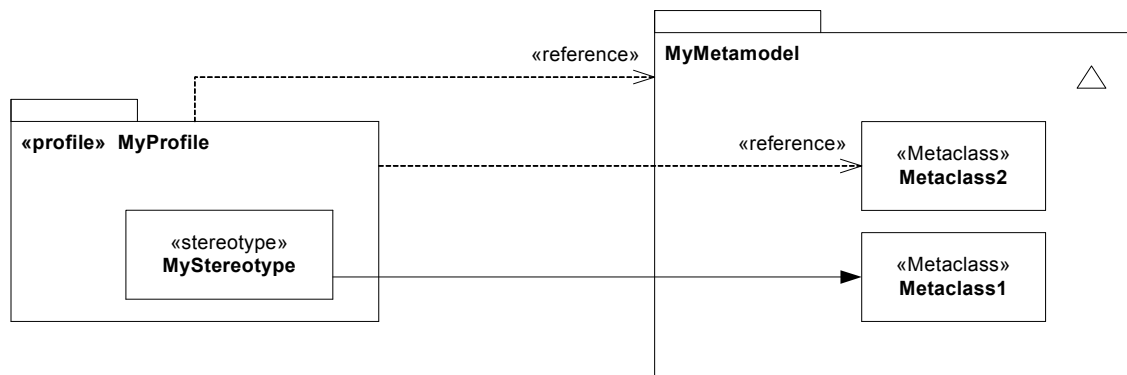 «reference»
MyMetamodel
«profile» MyProfile
«reference»
«Metaclass»
Metaclass2
«stereotype»
MyStereotype
«Metaclass»
Metaclass1